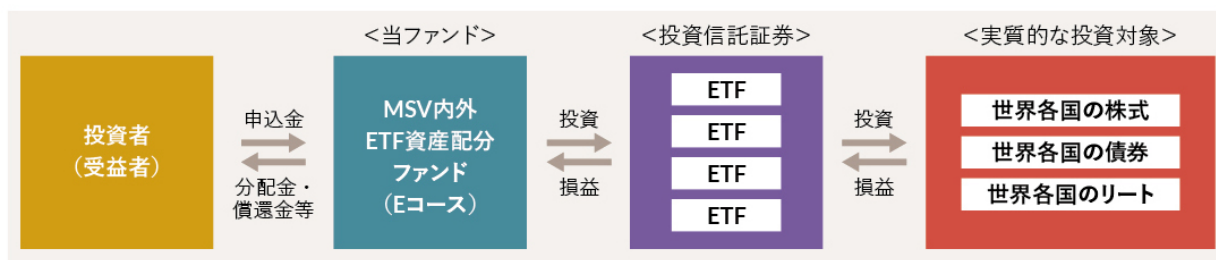 投資者
（受益者）
申込金
分配金・
償還金等
<当ファンド>
MSV内外
ETF資産配分
ファンド
（Eコース）
投資
損益
<投資信託証券>
ETF
ETF
ETF
ETF
投資
損益
<実質的な投資対象>
世界各国の株式
世界各国の債券
世界各国のリート